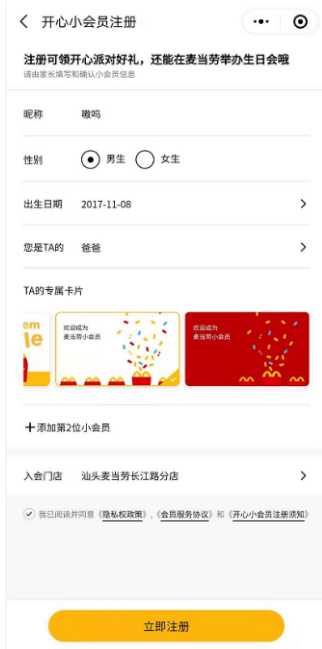 开心小会员注册
注册可领开心派对好礼，还能在麦当劳举办生日会哦
请由家长填写和确认小会员信息
昵称 嗷呜
性别 男生 女生
出生日期 2017-11-08
您是TA的 爸爸
TA的专属卡片
om
le
欢迎成为
麦当劳小会员
欢迎成为
麦当劳小会员
+添加第2位小会员
入会门店 汕头麦当劳长江路分店
我已阅读并同意《隐私权政策》,《会员服务协议》和《开心小会员注册须知》
立即注册